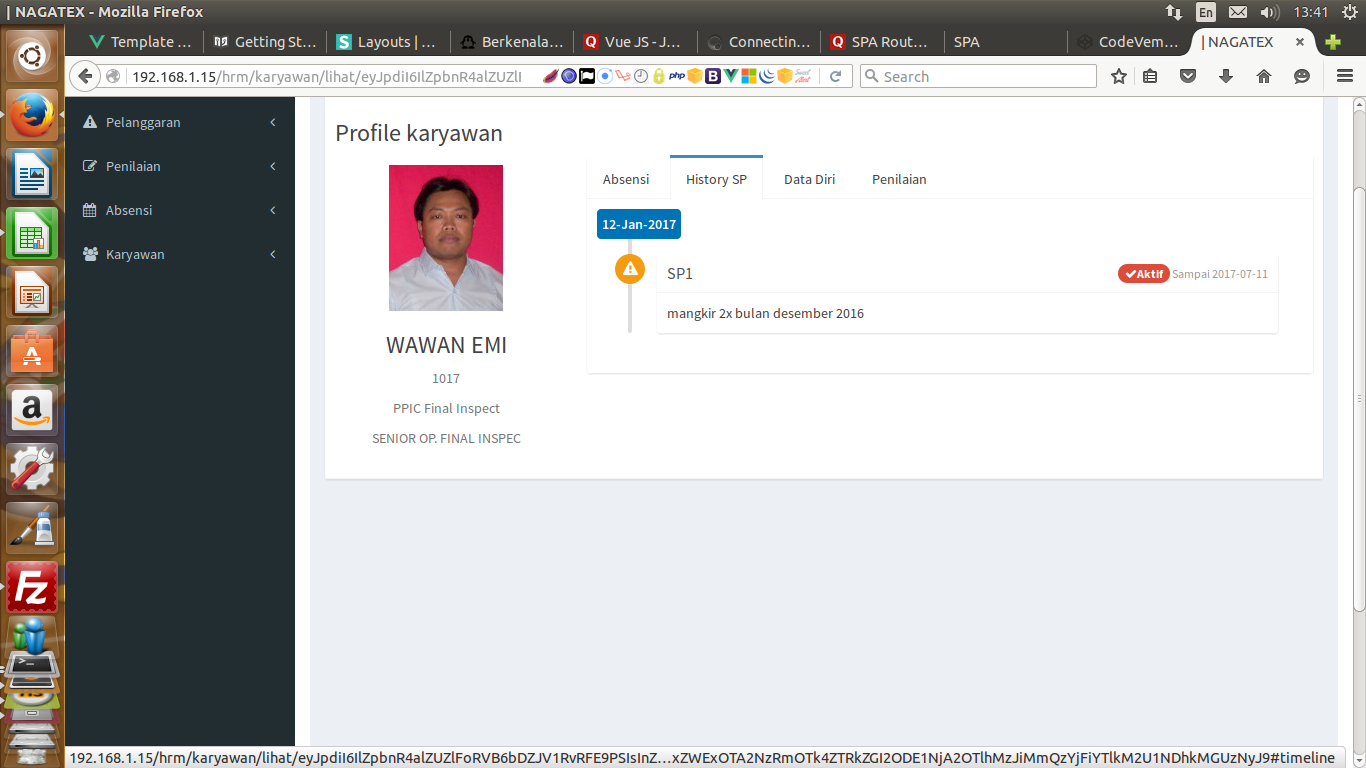 | NAGATEX - Mozilla Firefox
En
13:41
Template ...
Getting St...
Layouts | ...
Berkenala...
Vue JS - J...
Connectin...
SPA Rout...
SPA
CodeVem...
| NAGATEX
192.168.1.15/hrm/karyawan/lihat/eyJpdiI6IlZpbnR4alZUZlI
php
B
Search
Pelanggaran
Penilaian
Absensi
Karyawan
Profile karyawan
Absensi
History SP
Data Diri
Penilaian
12-Jan-2017
SP1
Aktif Sampai 2017-07-11
mangkir 2x bulan desember 2016
WAWAN EMI
1017
PPIC Final Inspect
SENIOR OP. FINAL INSPEC
a
Fz
192.168.1.15/hrm/karyawan/lihat/eyJpdiI6IlZpbnR4alZUZlFoRVB6bDZJV1RvRFE9PSIsInZ...xZWExOTA2NzRmOTk4ZTRkZGI2ODE1NjA2OTlhMzJiMmQzYjFiYTlkM2U1NDhkMGUzNyJ9#timeline